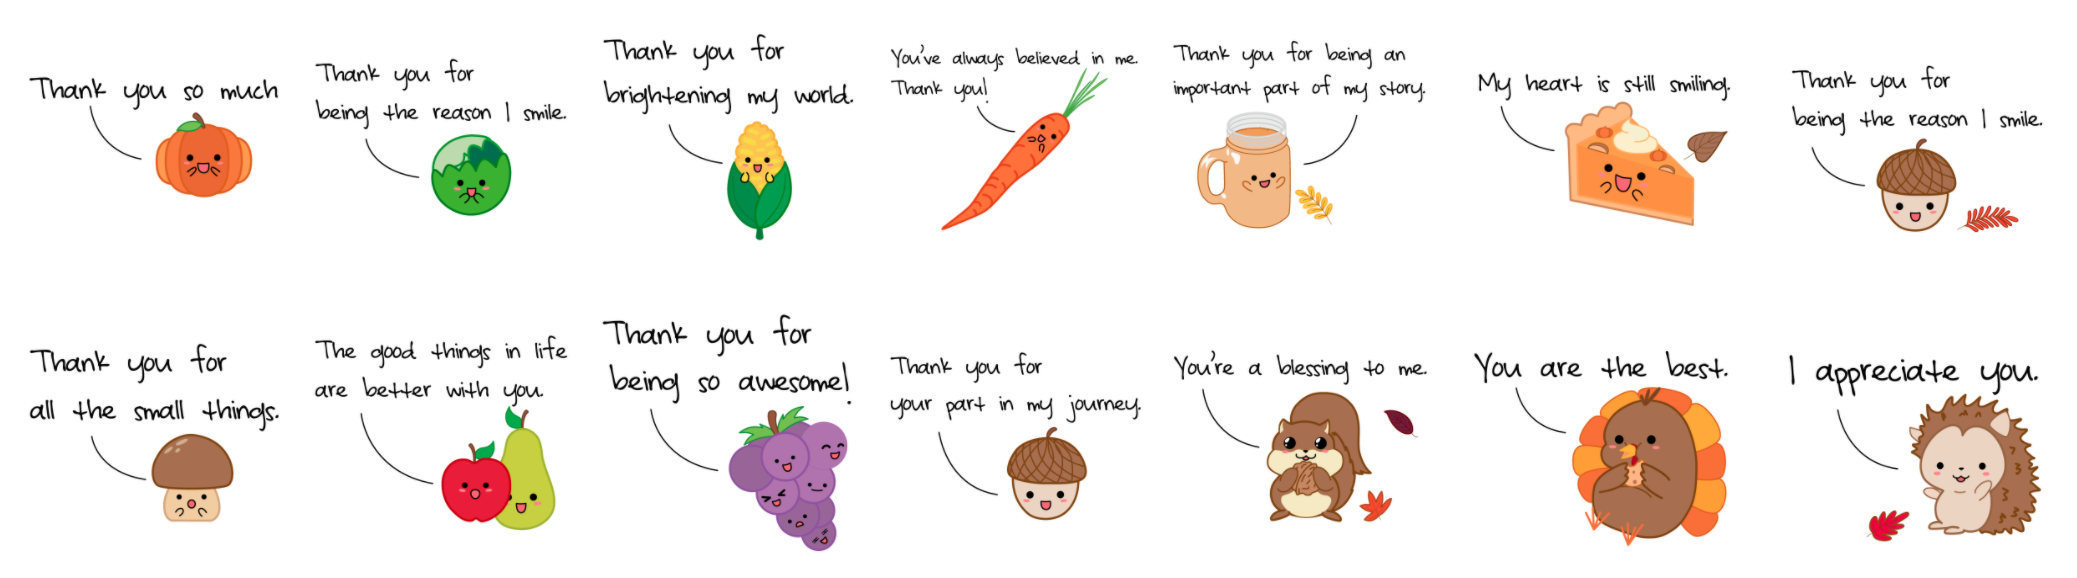 Thank you so much
Thank you for
being the reason I smile.
Thank you for
brightening my world.
You've always believed in me.
Thank you!
Thank you for being an
important part of my story.
My heart is still smiling.
Thank you for
being the reason I smile.
Thank you for
all the small things.
The good things in life
are better with you.
Thank you for
being so awesome!
Thank you for
your part in my journey.
You're a blessing to me.
You are the best.
I appreciate you.